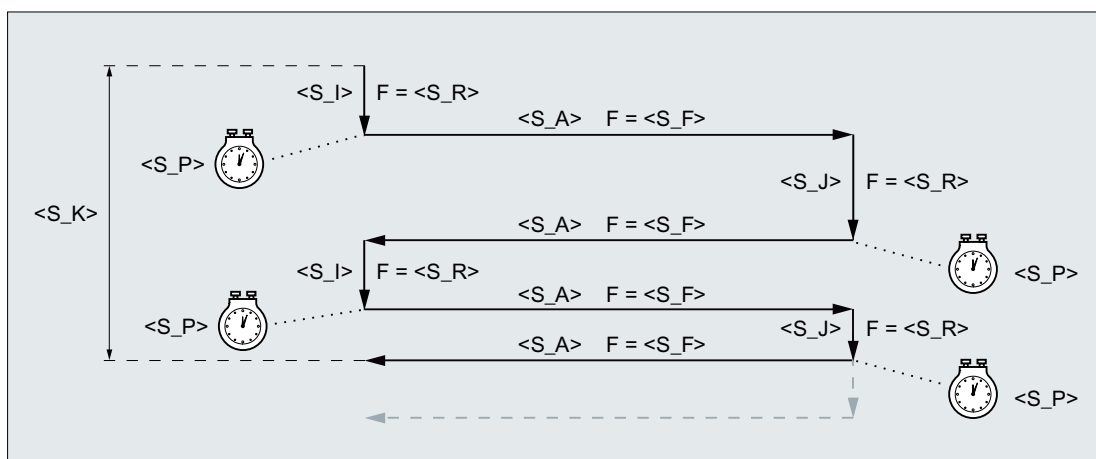 <S_I> F = <S_R>
<S_A> F = <S_F>
<S_P>
<S_J> F = <S_R>
<S_K>
<S_A> F = <S_F>
<S_I> F = <S_R>
<S_P>
<S_A> F = <S_F>
<S_P>
<S_J> F = <S_R>
<S_A> F = <S_F>
<S_P>